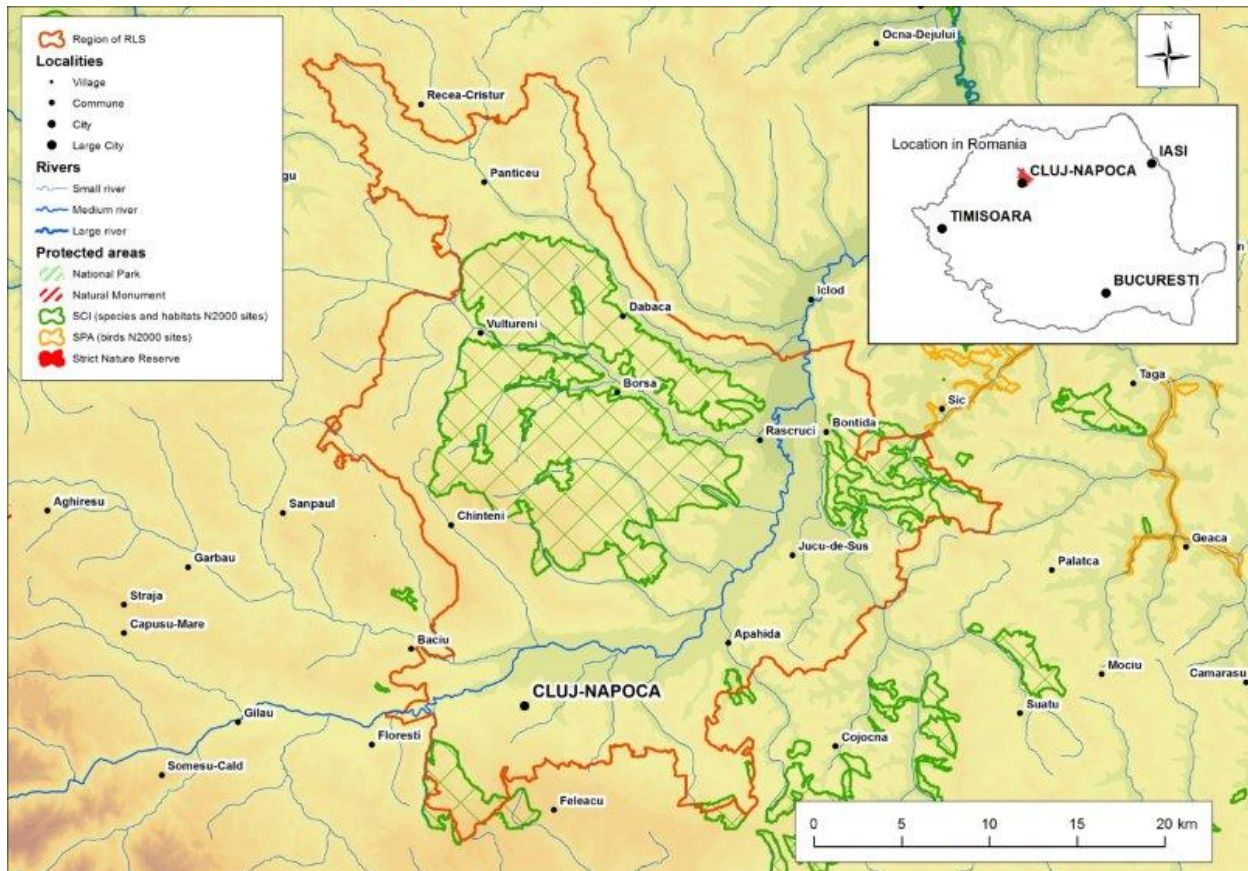 Region of RLS
Localities
Village
Commune
City
Large City
Rivers
Small river
Medium river
Large river
Protected areas
National Park
Natural Monument
SCI (species and habitats N2000 sites)
SPA (birds N2000 sites)
Strict Nature Reserve
N
Location in Romania
IASI
CLUJ-NAPOCA
TIMISOARA
BUCURESTI
Ocna-Dejului
Recea-Cristur
Panticeu
gu
n
Iclod
Dabaca
Vultureni
Borsa
Taga
Sic
Rascruci
Bontida
Aghiresu
Sanpaul
Chinteni
Jucu-de-Sus
Geaca
Garbau
Palatca
Straja
Capusu-Mare
Baciu
Apahida
Mociu
Camarasu
CLUJ-NAPOCA
Suatu
Gilau
Floresti
Cojocna
Somesu-Cald
Feleacu
0 5 10 20 km